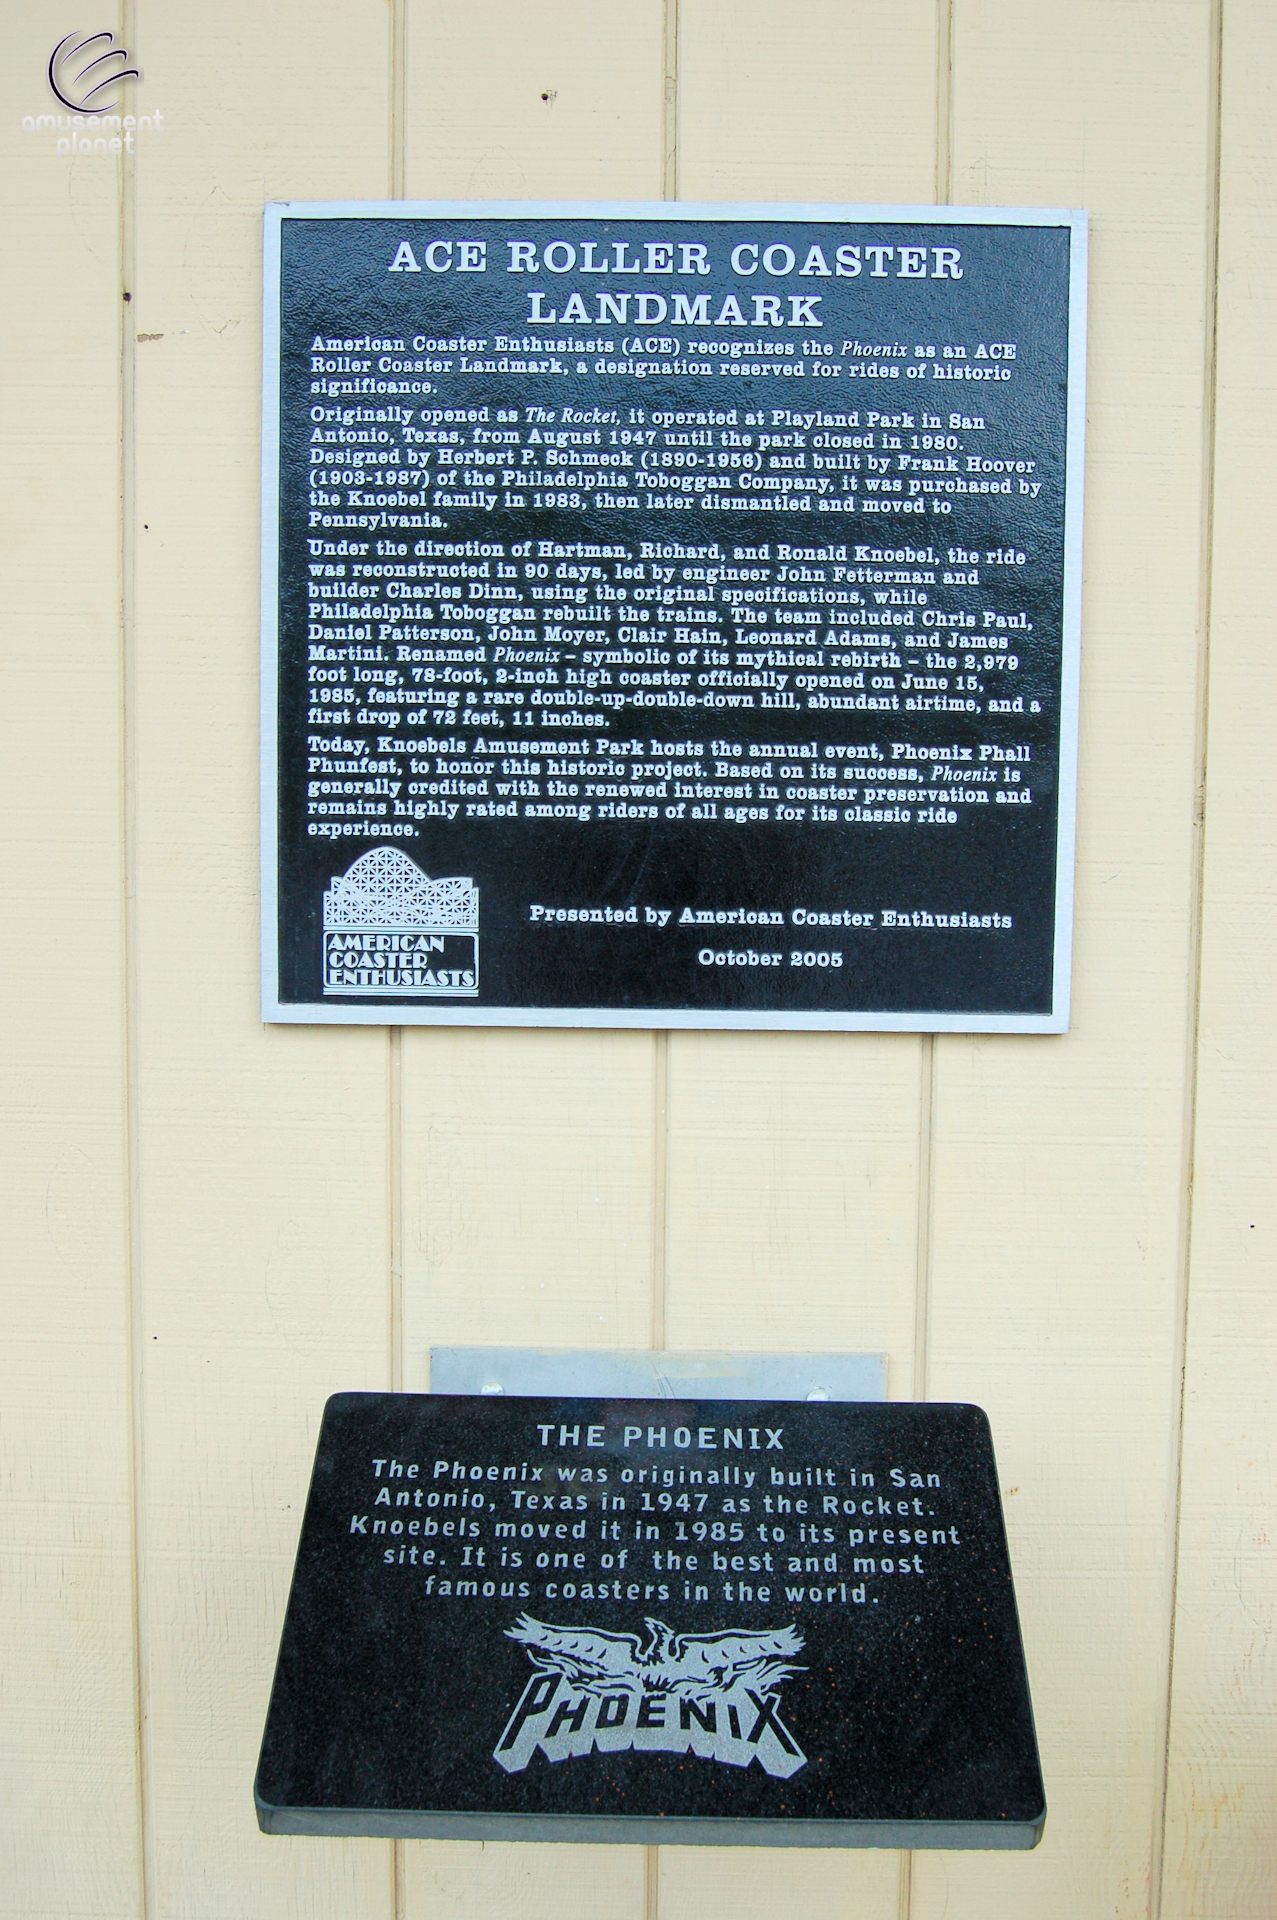 amusement
planet
ACE ROLLER COASTER
LANDMARK
American Coaster Enthusiasts (ACE) recognizes the Phoenix as an ACE
Roller Coaster Landmark, a designation reserved for rides of historic
significance.
Originally opened as The Rocket, it operated at Playland Park in San
Antonio, Texas, from August 1947 until the park closed in 1980.
Designed by Herbert P. Schmeck (1890-1956) and built by Frank Hoover
(1903-1987) of the Philadelphia Toboggan Company, it was purchased by
the Knoebel family in 1983, then later dismantled and moved to
Pennsylvania.
Under the direction of Hartman, Richard, and Ronald Knoebel, the ride
was reconstructed in 90 days, led by engineer John Fetterman and
builder Charles Dinn, using the original specifications, while
Philadelphia Toboggan rebuilt the trains. The team included Chris Paul,
Daniel Patterson, John Moyer, Clair Hain, Leonard Adams, and James
Martini. Renamed Phoenix – symbolic of its mythical rebirth – the 2,979
foot long, 78-foot, 2-inch high coaster officially opened on June 15,
1985, featuring a rare double-up-double-down hill, abundant airtime, and a
first drop of 72 feet, 11 inches.
Today, Knoebels Amusement Park hosts the annual event, Phoenix Phall
Phunfest, to honor this historic project. Based on its success, Phoenix is
generally credited with the renewed interest in coaster preservation and
remains highly rated among riders of all ages for its classic ride
experience.
AMERICAN
COASTER
ENTHUSIASTS
Presented by American Coaster Enthusiasts
October 2005
THE PHOENIX
The Phoenix was originally built in San
Antonio, Texas in 1947 as the Rocket.
Knoebels moved it in 1985 to its present
site. It is one of the best and most
famous coasters in the world.
PHOENIX